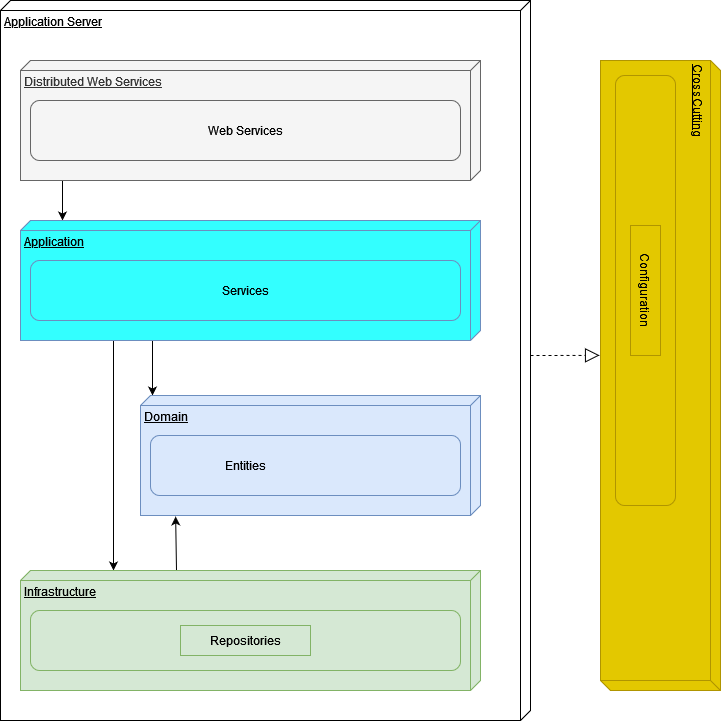 Application Server
Distributed Web Services
Web Services
Application
Services
Domain
Entities
Infrastructure
Repositories
Cross Cutting
Configuration